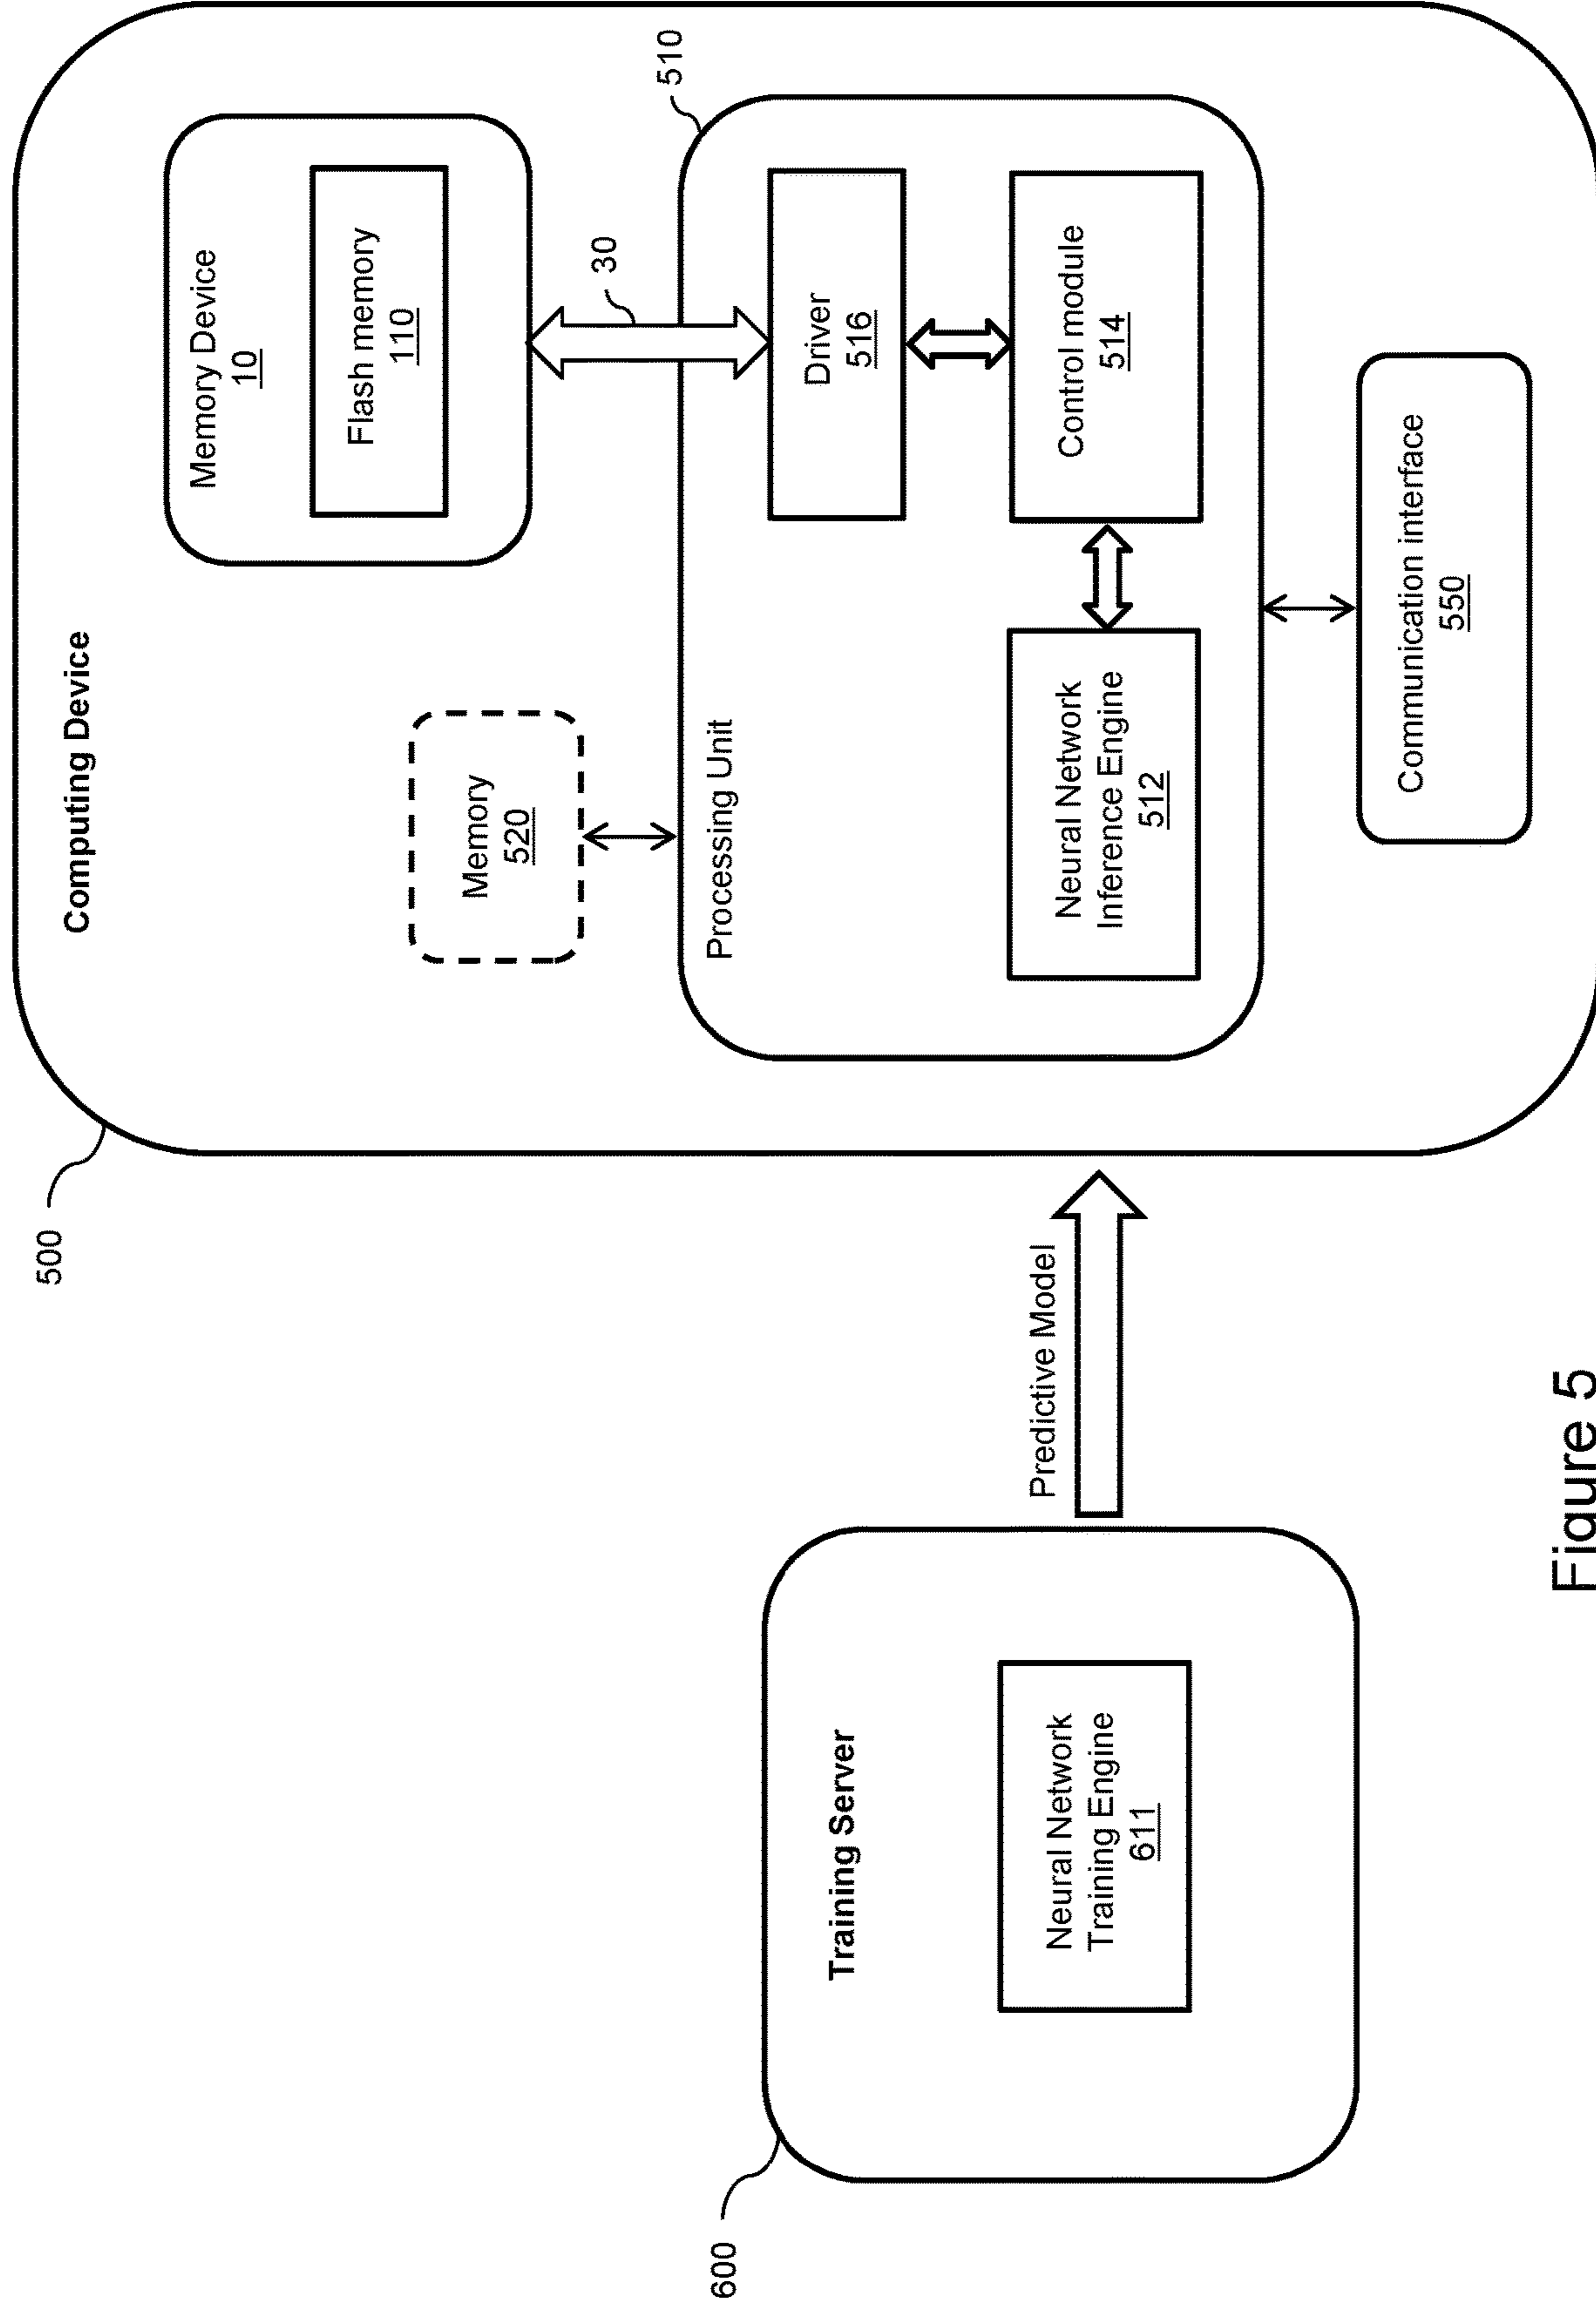 500
Computing Device
Memory Device
10
Flash memory
110
Memory
520
30
510
Processing Unit
Driver
516
Neural Network
Inference Engine
512
Control module
514
Communication interface
550
600
Training Server
Neural Network
Training Engine
611
Predictive Model
Figure 5